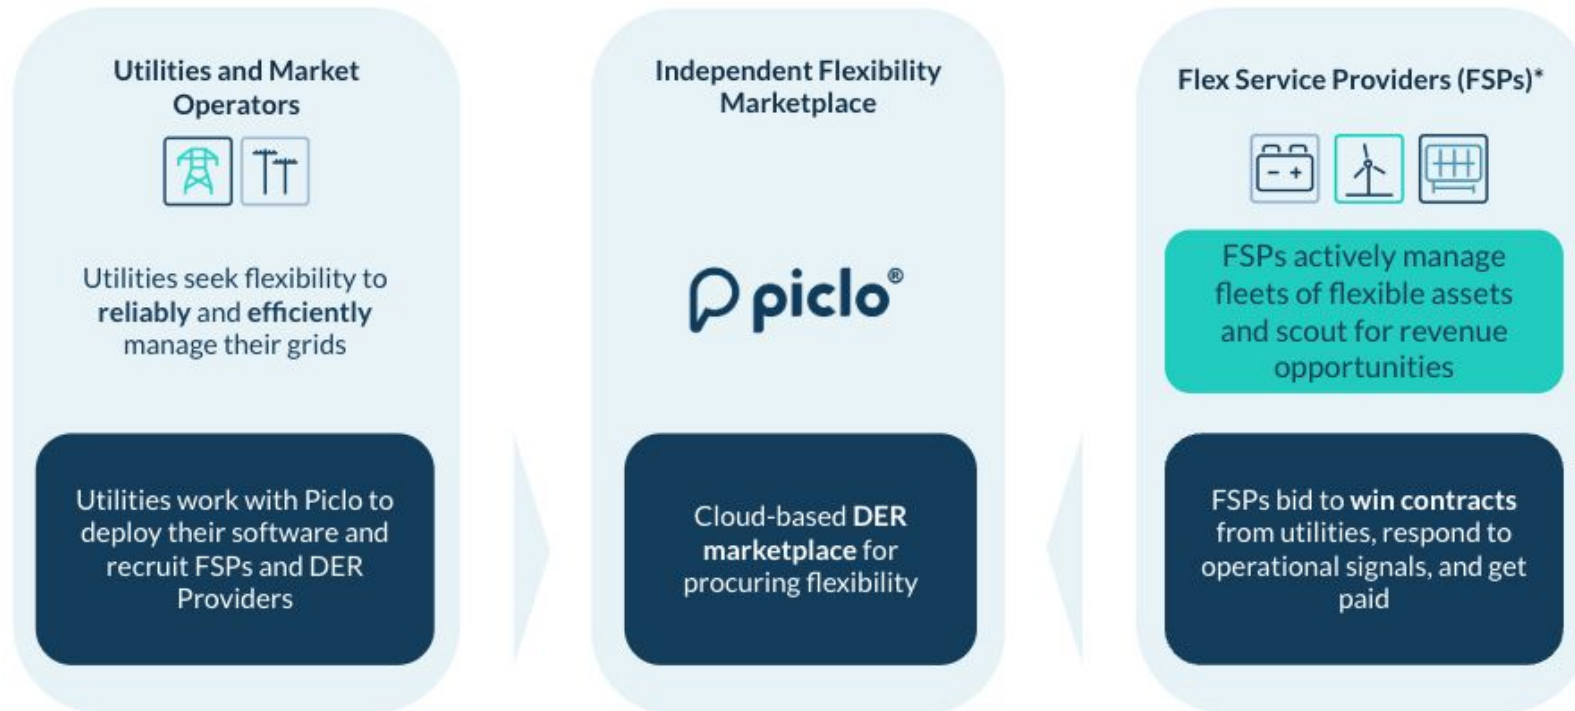 Utilities and Market
Operators
Utilities seek flexibility to
reliably and efficiently
manage their grids
Utilities work with Piclo to
deploy their software and
recruit FSPs and DER
Providers
Independent Flexibility
Marketplace
piclo®
Cloud-based DER
marketplace for
procuring flexibility
Flex Service Providers (FSPs)*
FSPs actively manage
fleets of flexible assets
and scout for revenue
opportunities
FSPs bid to win contracts
from utilities, respond to
operational signals, and get
paid